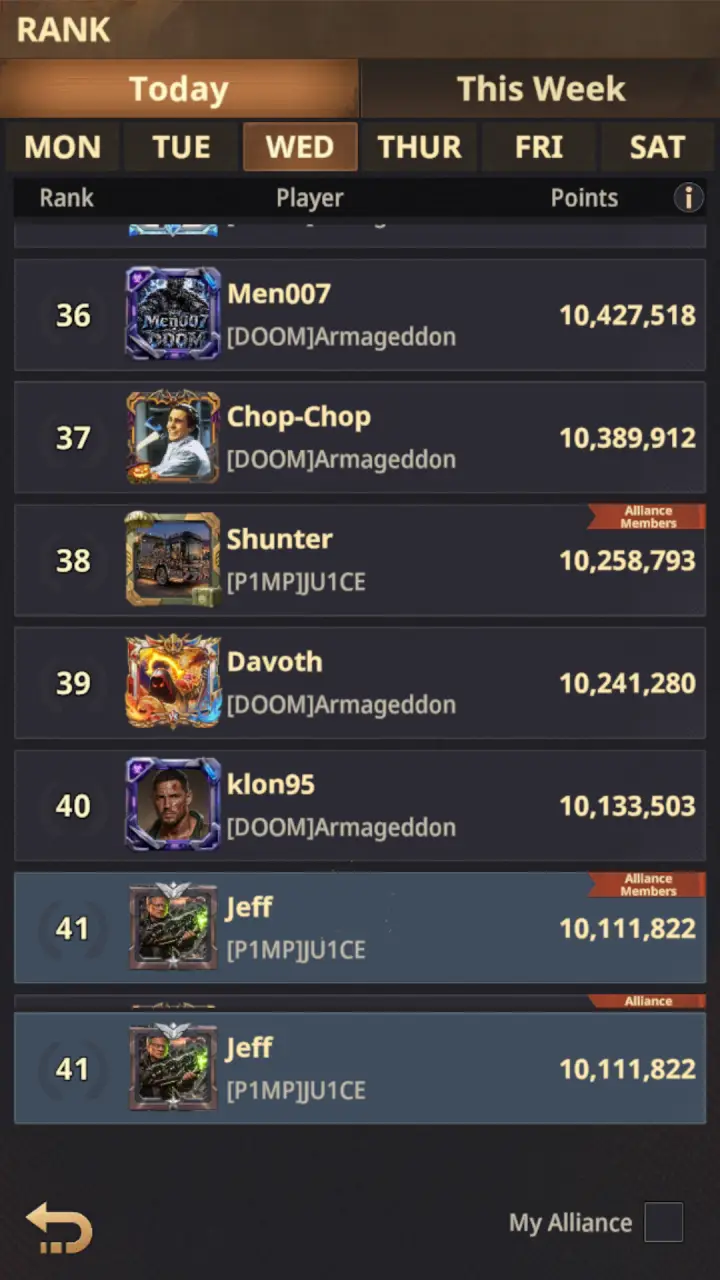 RANK
Today This Week
MON TUE WED THUR FRI SAT
Rank Player Points i
36 Men007 10,427,518
Men007
DOOM
[DOOM]Armageddon
37 Chop-Chop 10,389,912
[DOOM]Armageddon
Alliance
Members
38 Shunter 10,258,793
[P1MP]JU1CE
39 Davoth 10,241,280
[DOOM]Armageddon
40 klon95 10,133,503
[DOOM]Armageddon
Alliance
Members
41 Jeff 10,111,822
[P1MP]JU1CE
Alliance
41 Jeff 10,111,822
[P1MP]JU1CE
My Alliance